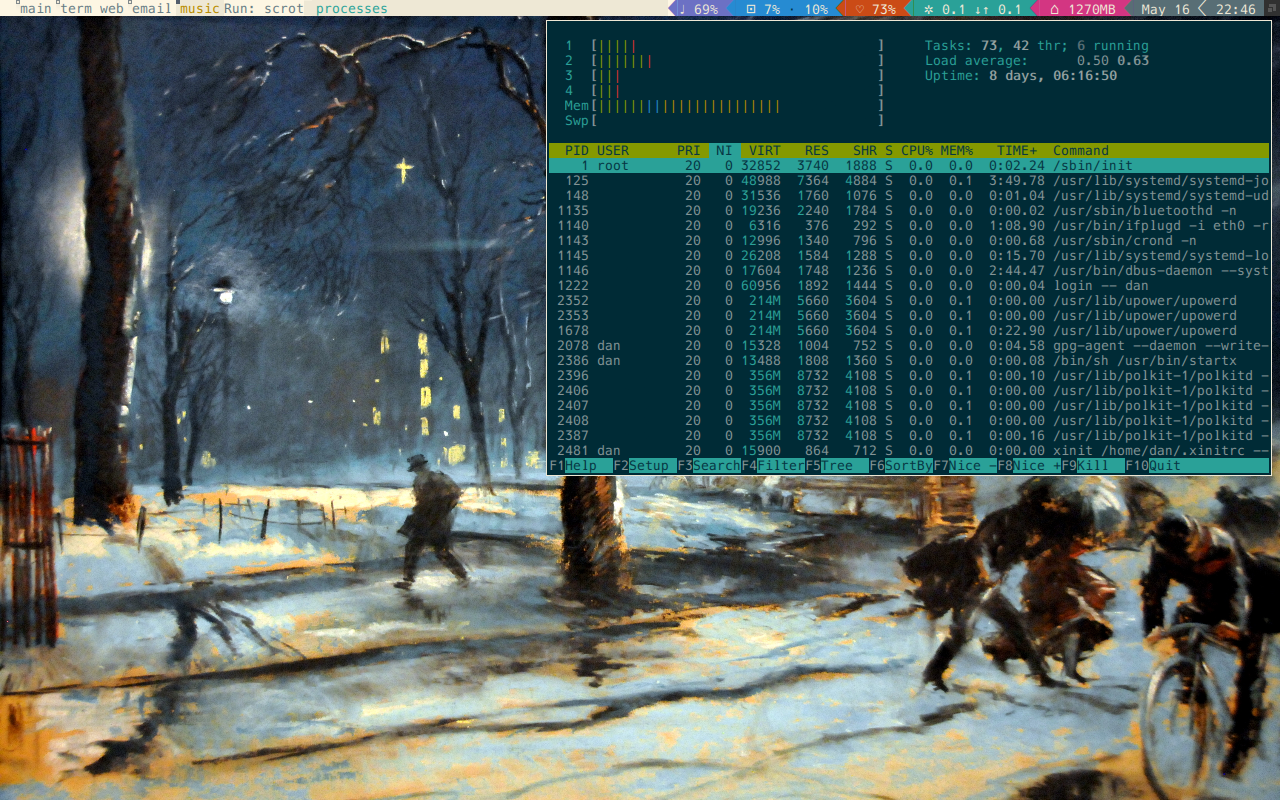 main term web email music Run: scrot processes ♩ 69% ⊡ 7% · 10% ♡ 73% ✲ 0.1 ↓↑ 0.1 ⌂ 1270MB May 16 22:46
1 [||||| ] Tasks: 73, 42 thr; 6 running
2 [||||||| ] Load average: 0.50 0.63
3 [||| ] Uptime: 8 days, 06:16:50
4 [||| ]
Mem[|||||||||||||||||||||||| ]
Swp[ ]
PID USER PRI NI VIRT RES SHR S CPU% MEM% TIME+ Command
1 root 20 0 32852 3740 1888 S 0.0 0.0 0:02.24 /sbin/init
125 20 0 48988 7364 4884 S 0.0 0.1 3:49.78 /usr/lib/systemd/systemd-jo
148 20 0 31536 1760 1076 S 0.0 0.0 0:01.04 /usr/lib/systemd/systemd-ud
1135 20 0 19236 2240 1784 S 0.0 0.0 0:00.02 /usr/sbin/bluetoothd -n
1140 20 0 6316 376 292 S 0.0 0.0 1:08.90 /usr/bin/ifplugd -i eth0 -r
1143 20 0 12996 1340 796 S 0.0 0.0 0:00.68 /usr/sbin/crond -n
1145 20 0 26208 1584 1288 S 0.0 0.0 0:15.70 /usr/lib/systemd/systemd-lo
1146 20 0 17604 1748 1236 S 0.0 0.0 2:44.47 /usr/bin/dbus-daemon --syst
1222 20 0 60956 1892 1444 S 0.0 0.0 0:00.04 login -- dan
2352 20 0 214M 5660 3604 S 0.0 0.1 0:00.00 /usr/lib/upower/upowerd
2353 20 0 214M 5660 3604 S 0.0 0.1 0:00.00 /usr/lib/upower/upowerd
1678 20 0 214M 5660 3604 S 0.0 0.1 0:22.90 /usr/lib/upower/upowerd
2078 dan 20 0 15328 1004 752 S 0.0 0.0 0:04.58 gpg-agent --daemon --write-
2386 dan 20 0 13488 1808 1360 S 0.0 0.0 0:00.08 /bin/sh /usr/bin/startx
2396 20 0 356M 8732 4108 S 0.0 0.1 0:00.10 /usr/lib/polkit-1/polkitd -
2406 20 0 356M 8732 4108 S 0.0 0.1 0:00.00 /usr/lib/polkit-1/polkitd -
2407 20 0 356M 8732 4108 S 0.0 0.1 0:00.00 /usr/lib/polkit-1/polkitd -
2408 20 0 356M 8732 4108 S 0.0 0.1 0:00.00 /usr/lib/polkit-1/polkitd -
2387 20 0 356M 8732 4108 S 0.0 0.1 0:00.16 /usr/lib/polkit-1/polkitd -
2481 dan 20 0 15900 864 712 S 0.0 0.0 0:00.00 xinit /home/dan/.xinitrc --
F1Help F2Setup F3SearchF4FilterF5Tree F6SortByF7Nice -F8Nice +F9Kill F10Quit